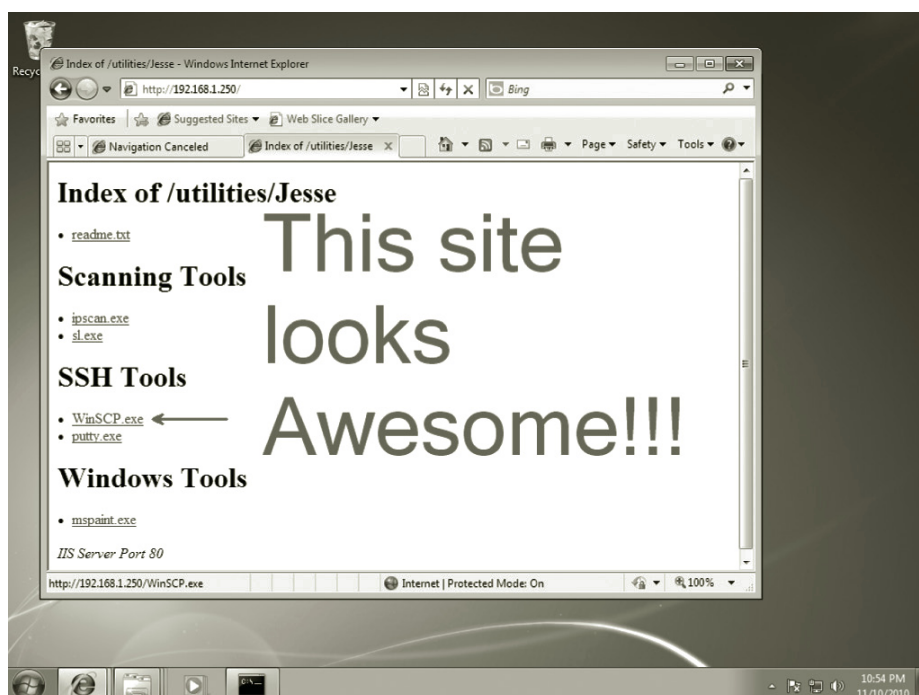 Recyc
Index of /utilities/Jesse - Windows Internet Explorer
http://192.168.1.250/
Bing
Favorites
Suggested Sites
Web Slice Gallery
Navigation Canceled
Index of /utilities/Jesse
Page
Safety
Tools
Index of /utilities/Jesse
readme.txt
Scanning Tools
ipscan.exe
sl.exe
SSH Tools
WinSCP.exe
putty.exe
Windows Tools
mspaint.exe
IIS Server Port 80
This site
looks
Awesome!!!
http://192.168.1.250/WinSCP.exe
Internet | Protected Mode: On
100%
C:\_
10:54 PM
11/10/2010